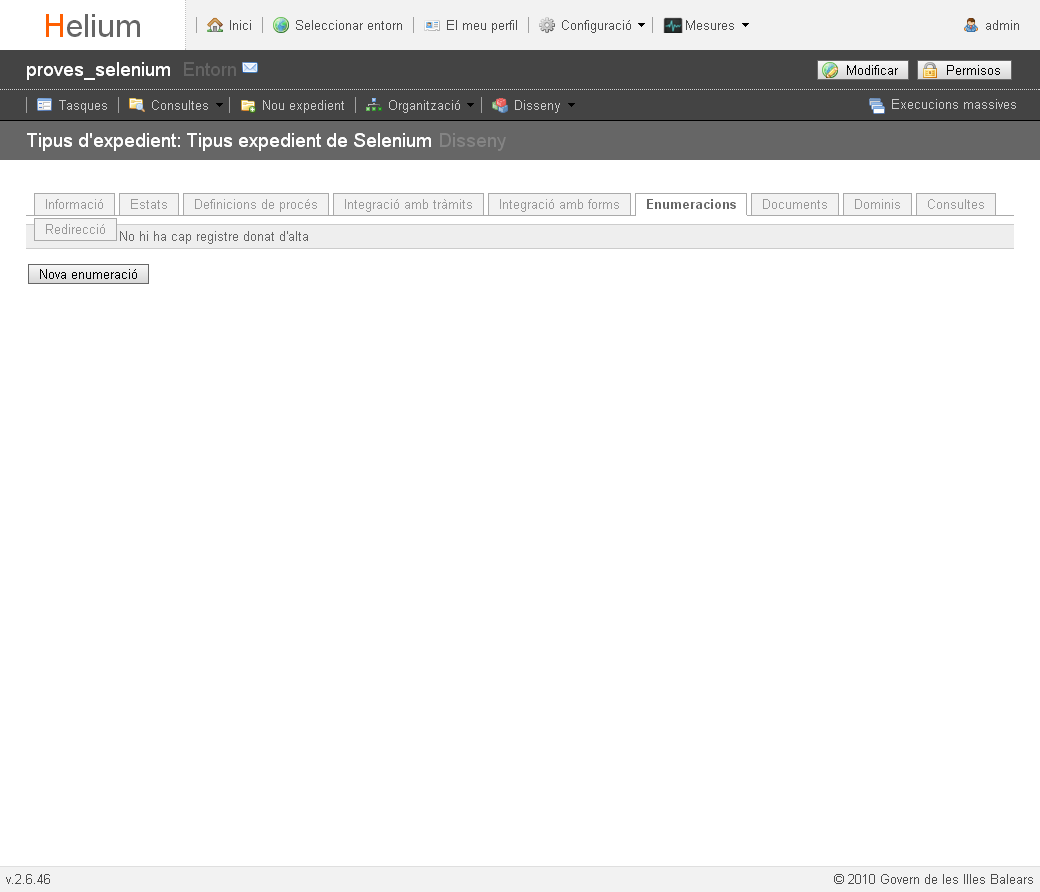 Helium Inici Seleccionar entorn El meu perfil Configuració Mesures admin
proves_selenium Entorn Modificar Permisos
Tasques Consultes Nou expedient Organització Disseny Execucions massives
Tipus d'expedient: Tipus expedient de Selenium Disseny
Informació Estats Definicions de procés Integració amb tràmits Integració amb forms Enumeracions Documents Dominis Consultes
Redirecció No hi ha cap registre donat d'alta
Nova enumeració
v.2.6.46 © 2010 Govern de les Illes Balears